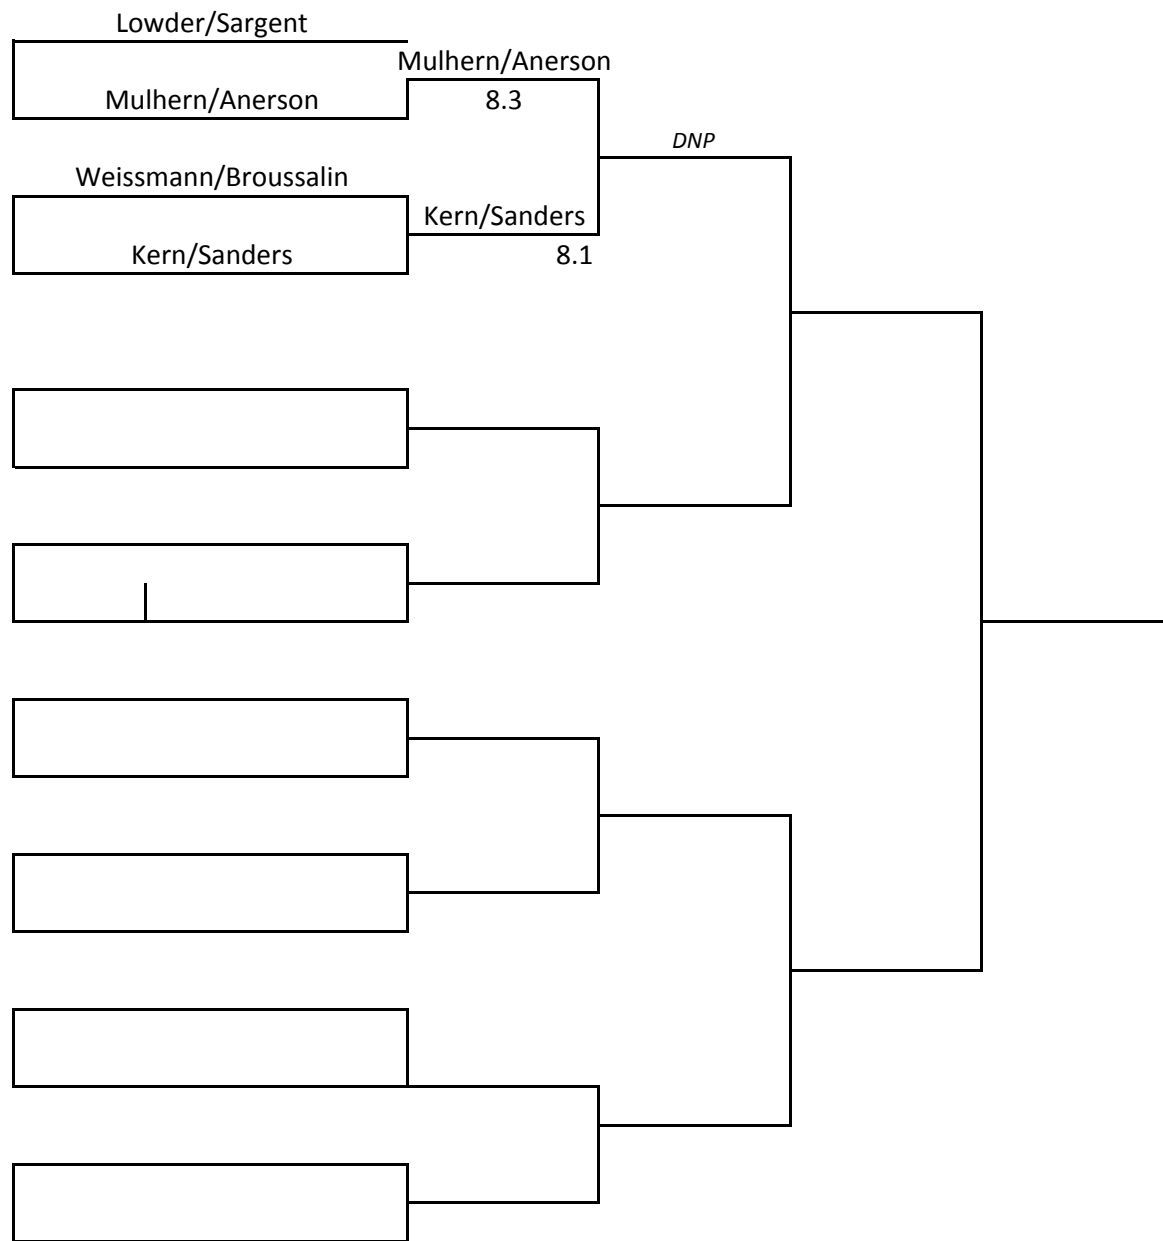 Lowder/Sargent
Mulhern/Anerson
Mulhern/Anerson
8.3
DNP
Weissmann/Broussalin
Kern/Sanders
Kern/Sanders
8.1